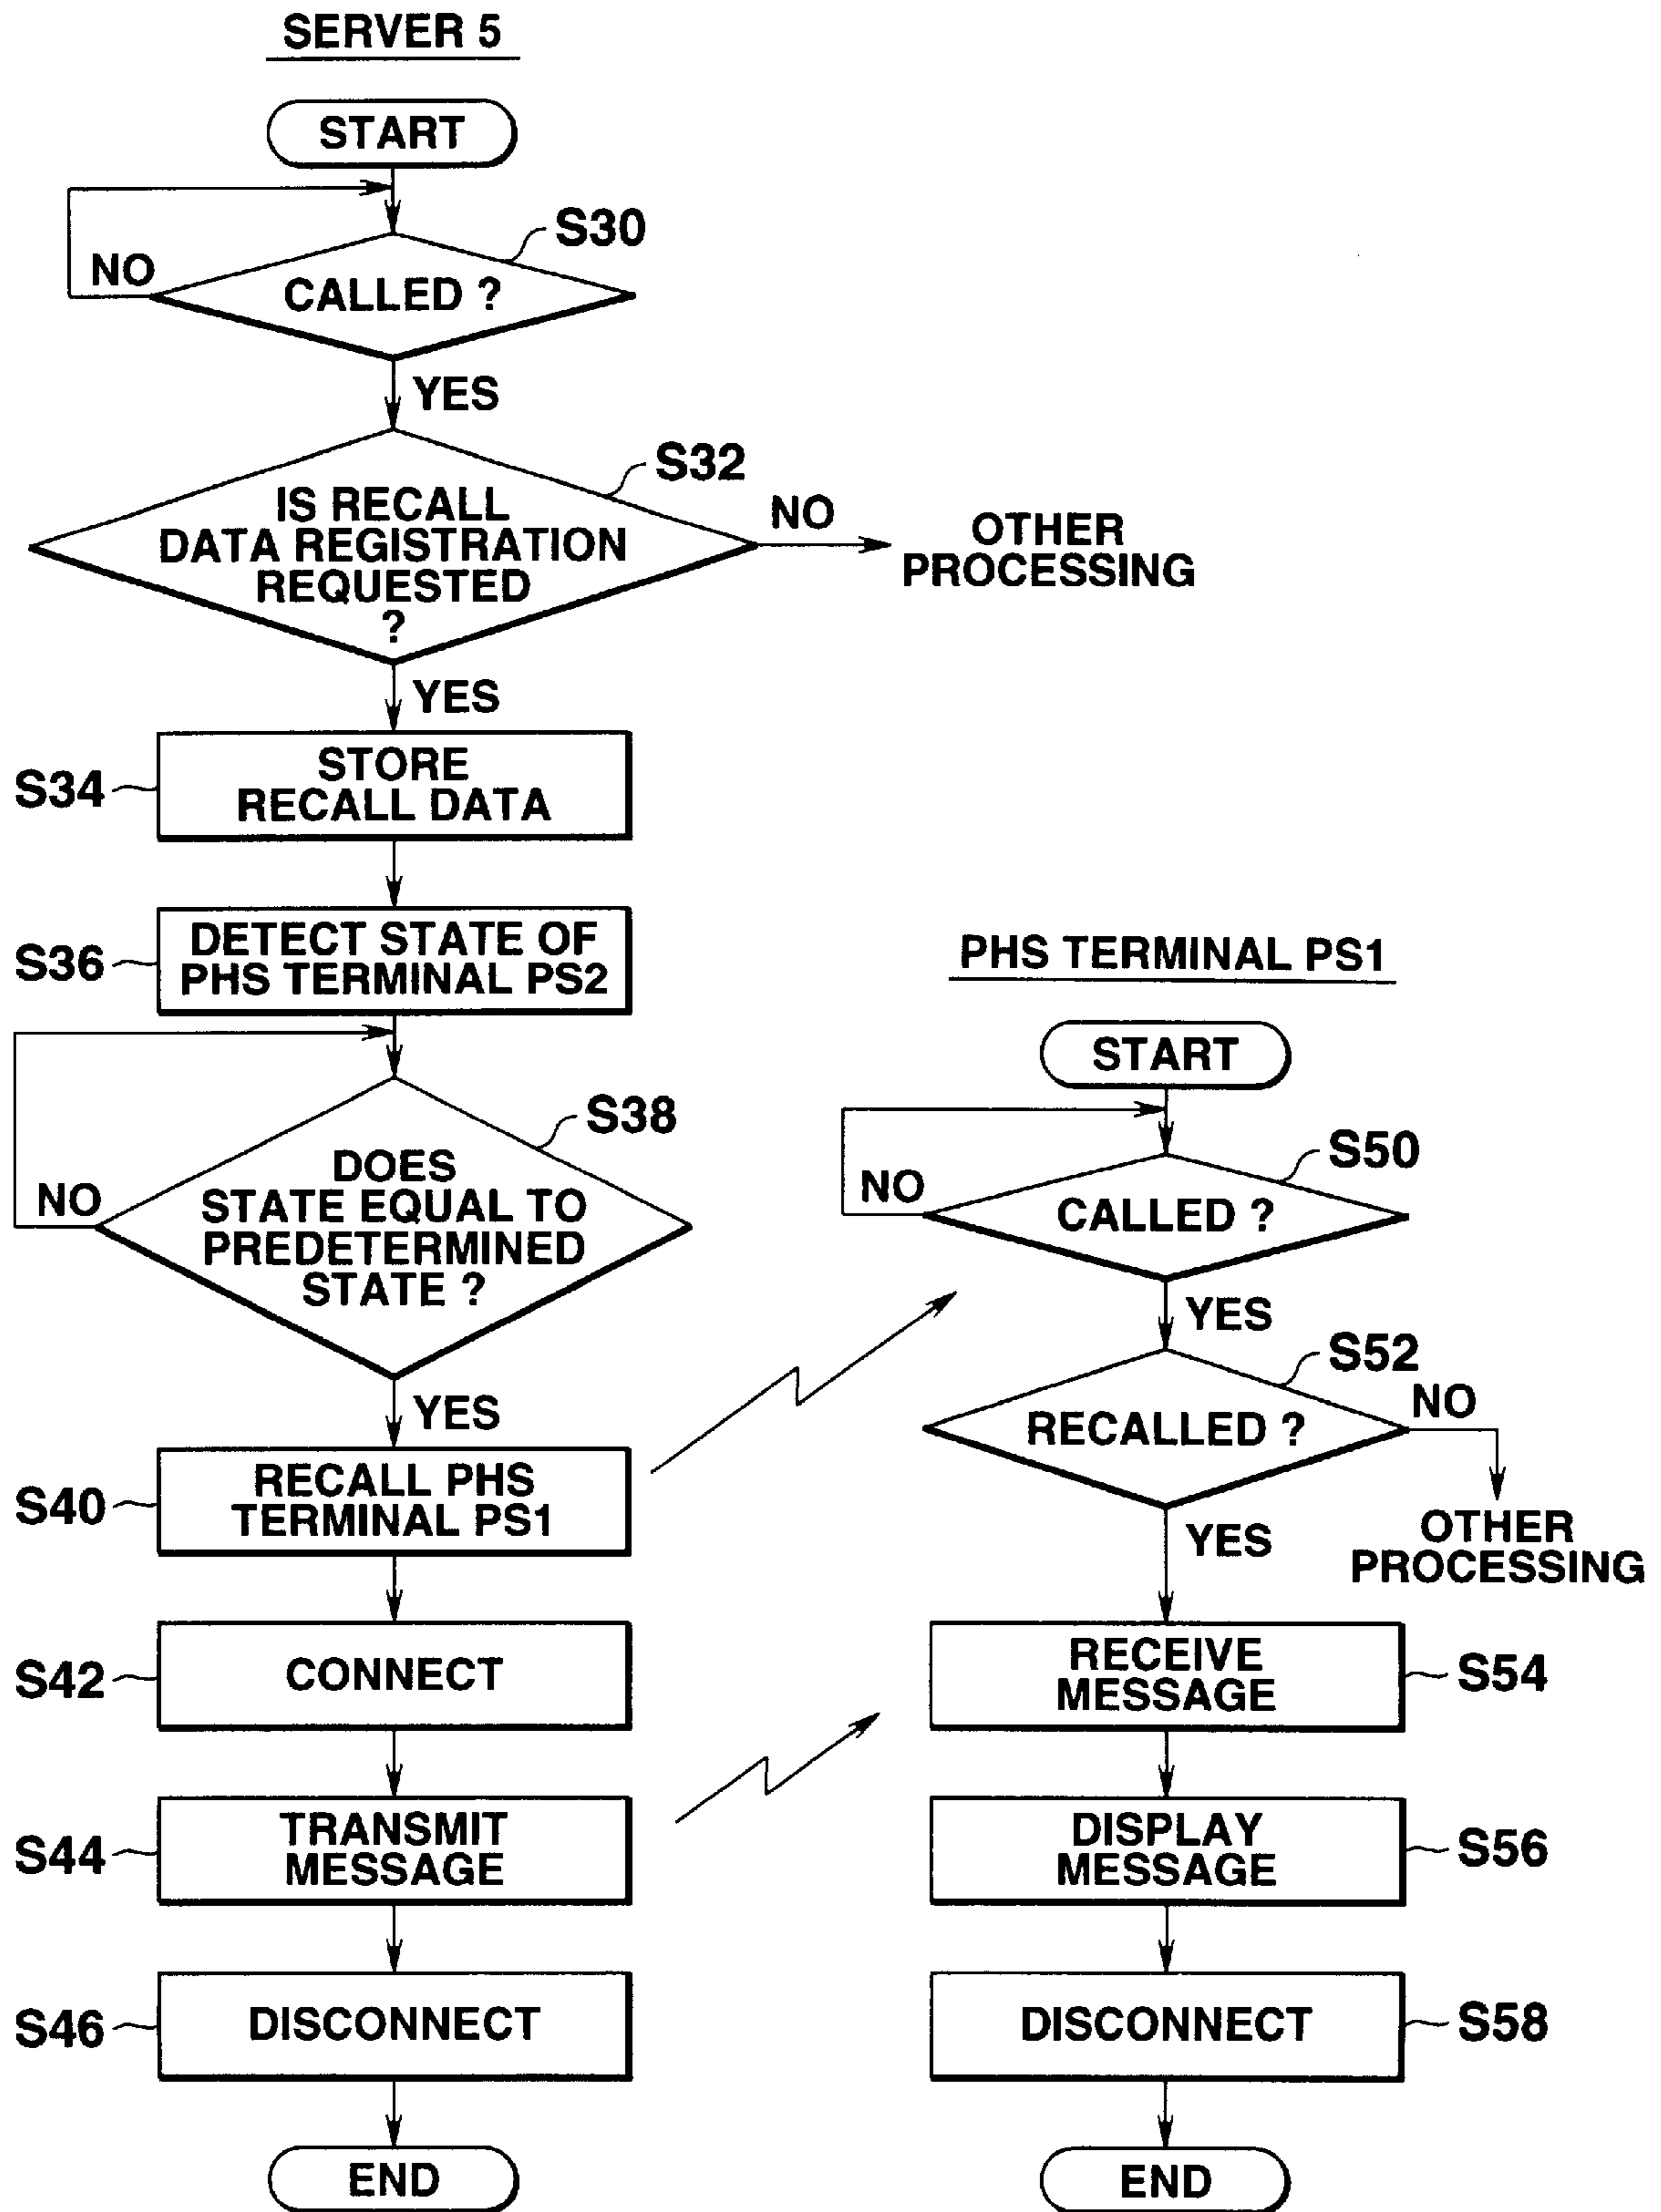 SERVER 5
START
S30
NO
CALLED ?
YES
S32
IS RECALL
DATA REGISTRATION
REQUESTED
?
NO
OTHER
PROCESSING
YES
S34
STORE
RECALL DATA
S36
DETECT STATE OF
PHS TERMINAL PS2
S38
NO
DOES
STATE EQUAL TO
PREDETERMINED
STATE ?
YES
S40
RECALL PHS
TERMINAL PS1
S42
CONNECT
S44
TRANSMIT
MESSAGE
S46
DISCONNECT
END
PHS TERMINAL PS1
START
S50
NO
CALLED ?
YES
S52
RECALLED ?
NO
OTHER
PROCESSING
YES
RECEIVE
MESSAGE
S54
DISPLAY
MESSAGE
S56
DISCONNECT
S58
END